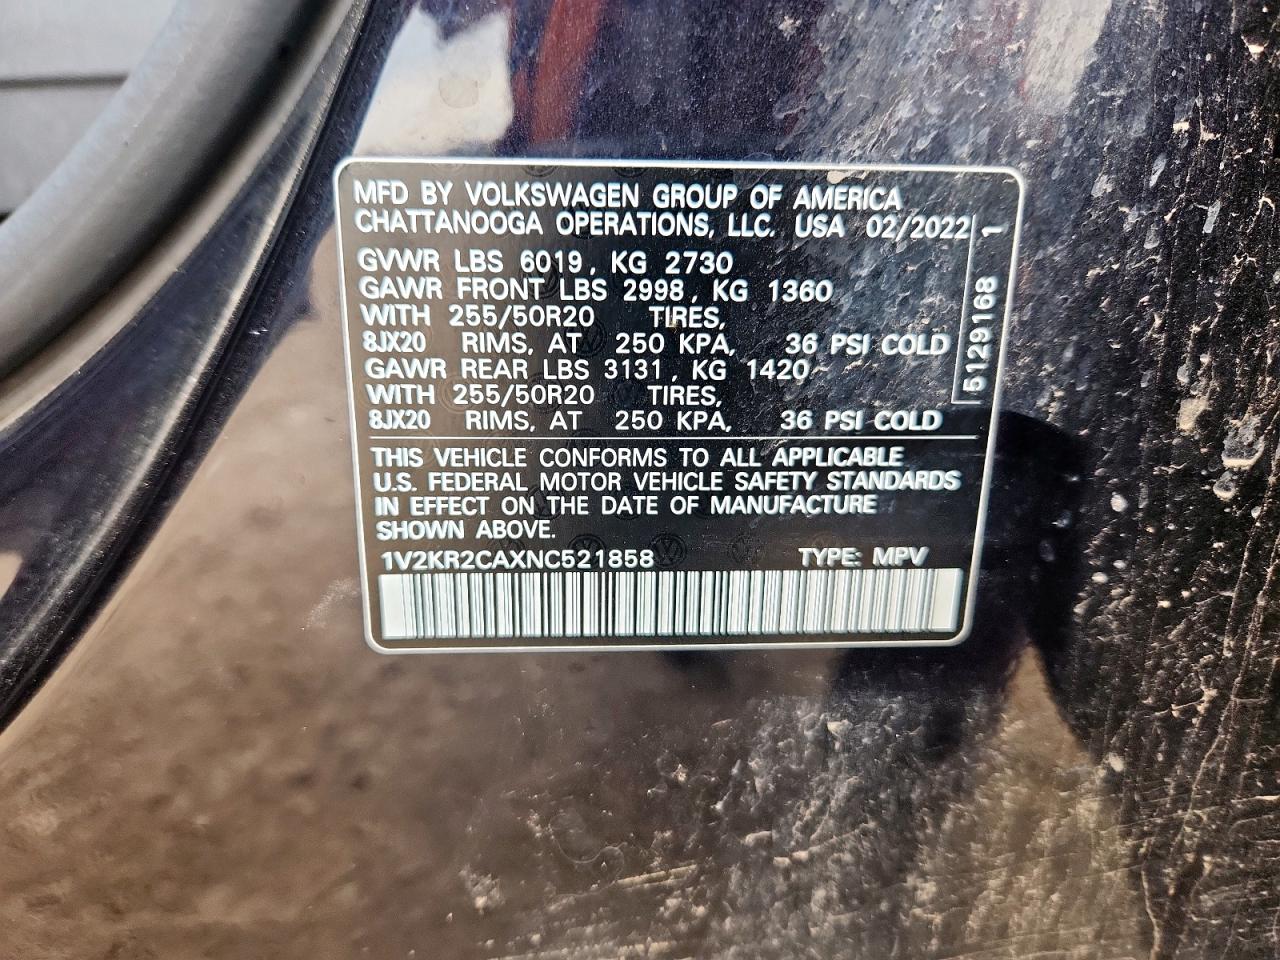 MFD BY VOLKSWAGEN GROUP OF AMERICA
CHATTANOOGA OPERATIONS, LLC. USA 02/2022
GVWR LBS 6019, KG 2730
GAWR FRONT LBS 2998, KG 1360
WITH 255/50R20 TIRES,
8JX20 RIMS, AT 250 KPA, 36 PSI COLD
GAWR REAR LBS 3131, KG 1420
WITH 255/50R20 TIRES,
8JX20 RIMS, AT 250 KPA, 36 PSI COLD
5129168 1
THIS VEHICLE CONFORMS TO ALL APPLICABLE
U.S. FEDERAL MOTOR VEHICLE SAFETY STANDARDS
IN EFFECT ON THE DATE OF MANUFACTURE
SHOWN ABOVE.
1V2KR2CAXNC521858 TYPE: MPV